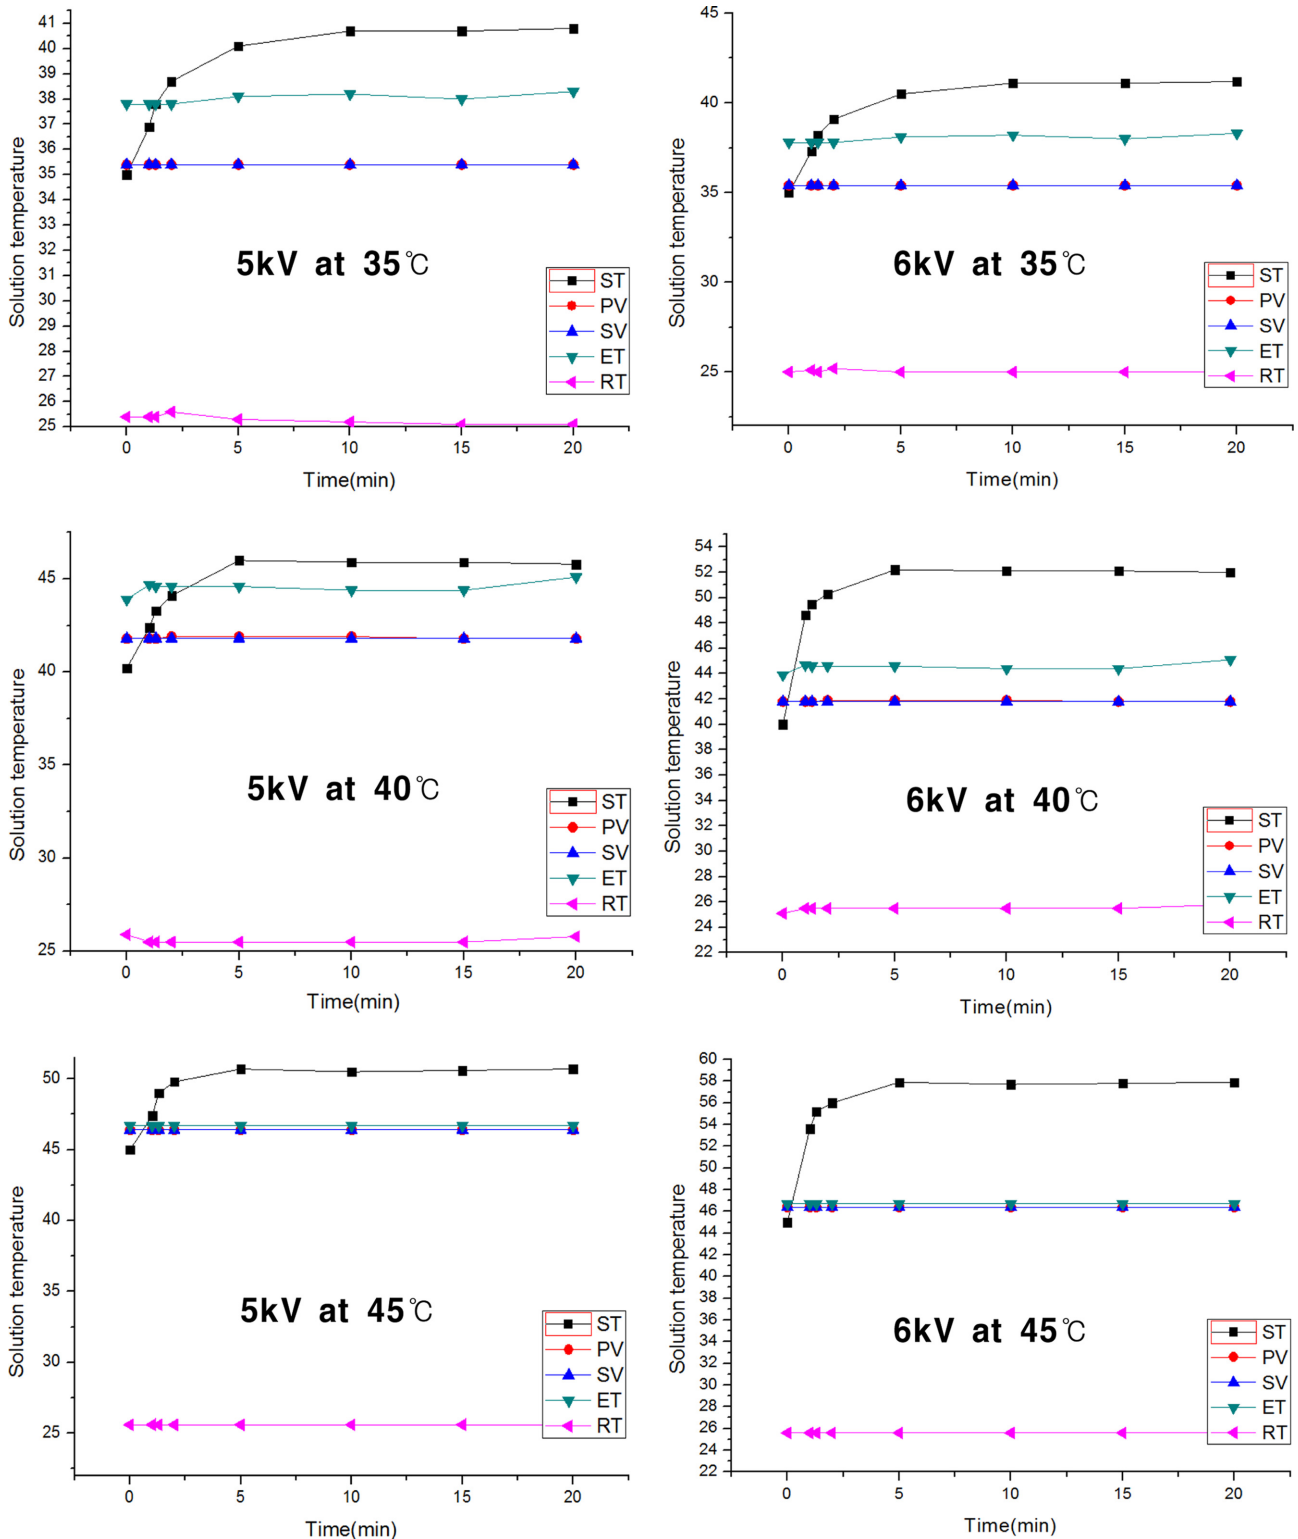 Solution temperature
41
40
39
38
37
36
35
34
33
32
31
30
29
28
27
26
25
5kV at 35℃
ST
PV
SV
ET
RT
0 5 10 15 20
Time(min)
Solution temperature
45
40
35
30
25
6kV at 35℃
ST
PV
SV
ET
RT
0 5 10 15 20
Time(min)
Solution temperature
45
40
35
30
25
5kV at 40℃
ST
PV
SV
ET
RT
0 5 10 15 20
Time(min)
Solution temperature
54
52
50
48
46
44
42
40
38
36
34
32
30
28
26
24
22
6kV at 40℃
ST
PV
SV
ET
RT
0 5 10 15 20
Time(min)
Solution temperature
50
45
40
35
30
25
5kV at 45℃
ST
PV
SV
ET
RT
0 5 10 15 20
Time(min)
Solution temperature
60
58
56
54
52
50
48
46
44
42
40
38
36
34
32
30
28
26
24
22
6kV at 45℃
ST
PV
SV
ET
RT
0 5 10 15 20
Time(min)